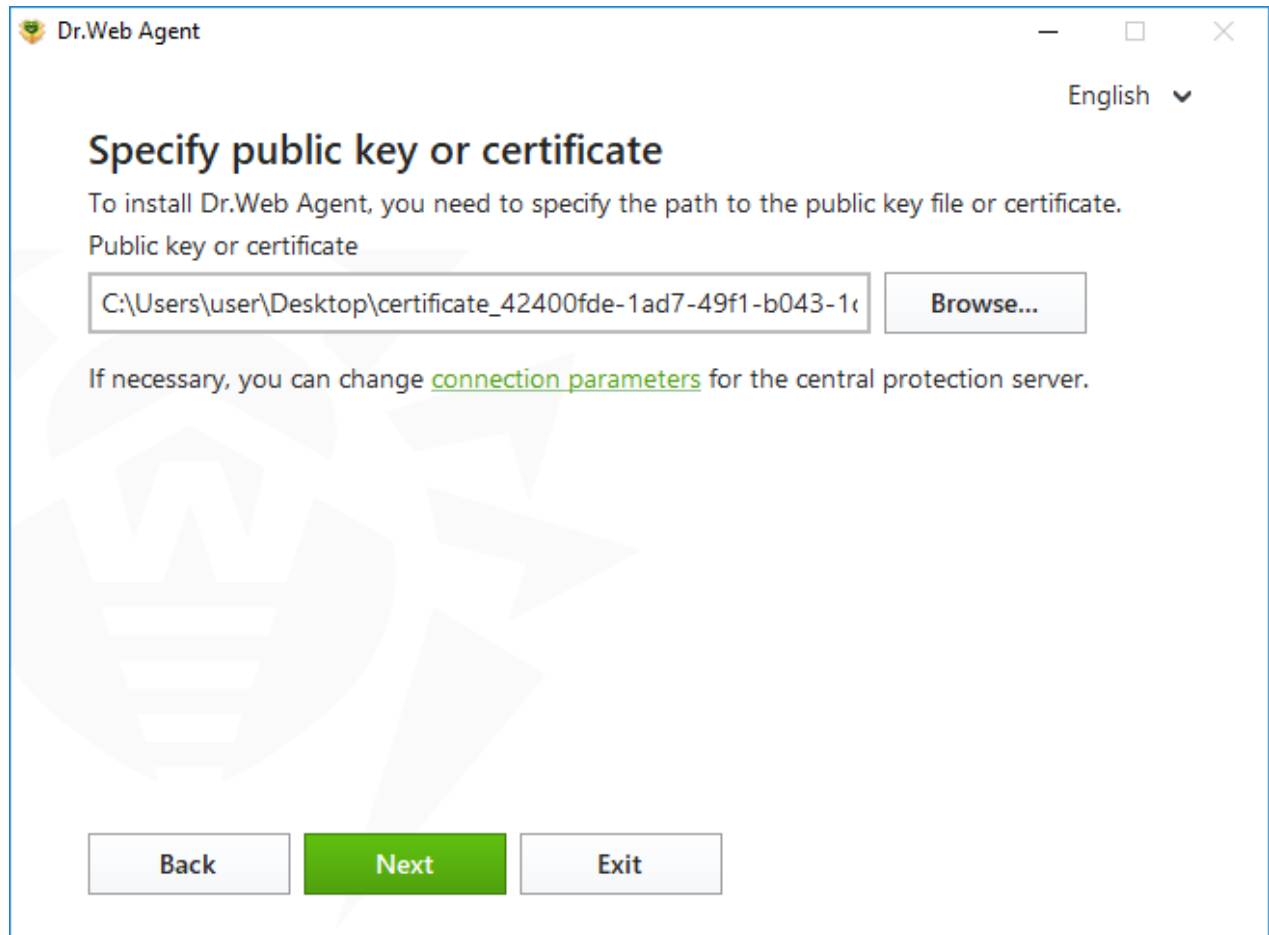 Dr.Web Agent
English
Specify public key or certificate
To install Dr.Web Agent, you need to specify the path to the public key file or certificate.
Public key or certificate
C:\Users\user\Desktop\certificate_42400fde-1ad7-49f1-b043-1
Browse...
If necessary, you can change connection parameters for the central protection server.
Back
Next
Exit